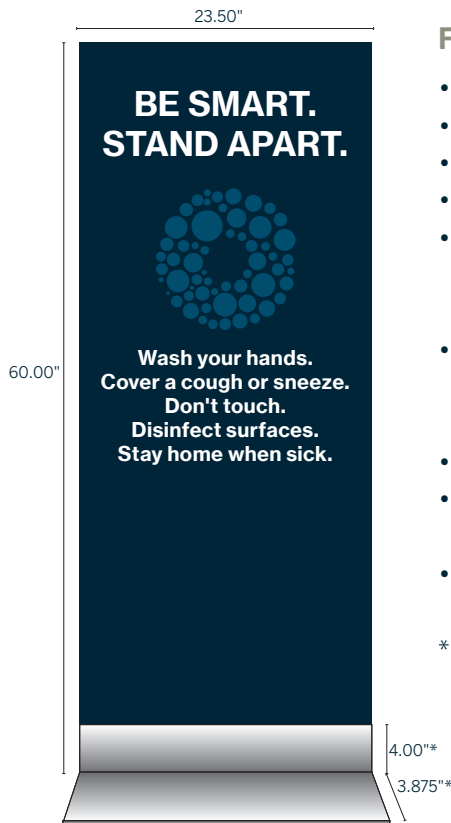 23.50"
BE SMART.
STAND APART.
60.00"
Wash your hands.
Cover a cough or sneeze.
Don't touch.
Disinfect surfaces.
Stay home when sick.
4.00"*
3.875"*
F
•
•
•
•
•
•
•
•
•
*